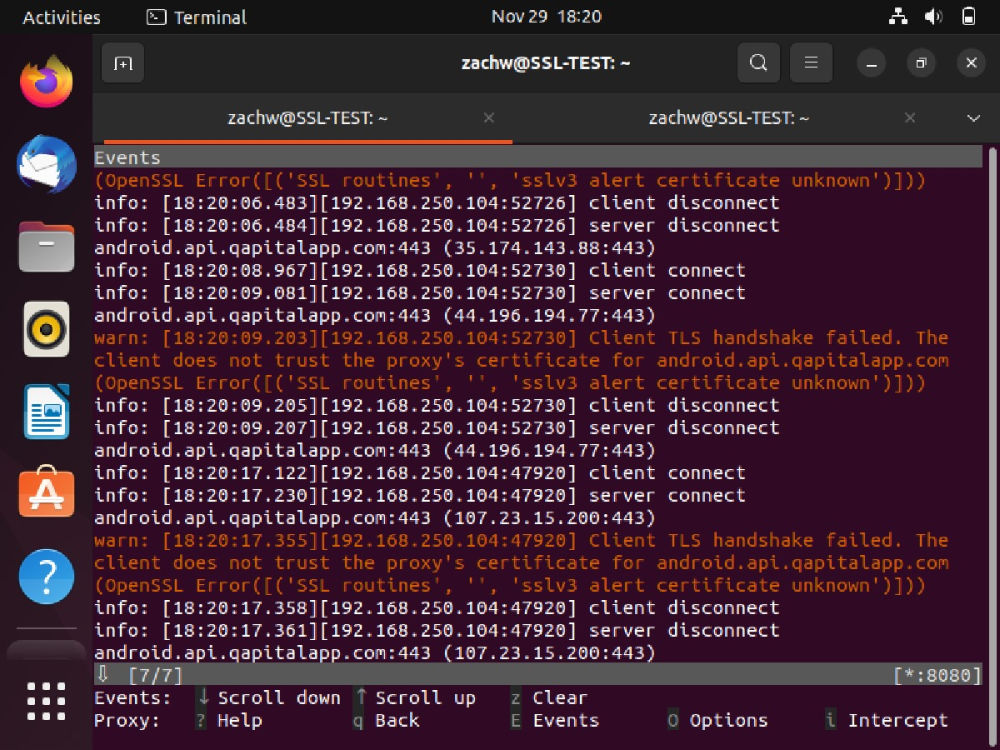 Activities Terminal Nov 29 18:20
zachw@SSL-TEST: ~
zachw@SSL-TEST: ~ zachw@SSL-TEST: ~
Events
(OpenSSL Error([('SSL routines', '', 'sslv3 alert certificate unknown')]))
info: [18:20:06.483][192.168.250.104:52726] client disconnect
info: [18:20:06.484][192.168.250.104:52726] server disconnect
android.api.qapitalapp.com:443 (35.174.143.88:443)
info: [18:20:08.967][192.168.250.104:52730] client connect
info: [18:20:09.081][192.168.250.104:52730] server connect
android.api.qapitalapp.com:443 (44.196.194.77:443)
warn: [18:20:09.203][192.168.250.104:52730] Client TLS handshake failed. The
client does not trust the proxy's certificate for android.api.qapitalapp.com
(OpenSSL Error([('SSL routines', '', 'sslv3 alert certificate unknown')]))
info: [18:20:09.205][192.168.250.104:52730] client disconnect
info: [18:20:09.207][192.168.250.104:52730] server disconnect
android.api.qapitalapp.com:443 (44.196.194.77:443)
info: [18:20:17.122][192.168.250.104:47920] client connect
info: [18:20:17.230][192.168.250.104:47920] server connect
android.api.qapitalapp.com:443 (107.23.15.200:443)
warn: [18:20:17.355][192.168.250.104:47920] Client TLS handshake failed. The
client does not trust the proxy's certificate for android.api.qapitalapp.com
(OpenSSL Error([('SSL routines', '', 'sslv3 alert certificate unknown')]))
info: [18:20:17.358][192.168.250.104:47920] client disconnect
info: [18:20:17.361][192.168.250.104:47920] server disconnect
android.api.qapitalapp.com:443 (107.23.15.200:443)
⇩ [7/7] [*:8080]
Events: ↓ Scroll down ↑ Scroll up z Clear
Proxy: ? Help q Back E Events O Options i Intercept